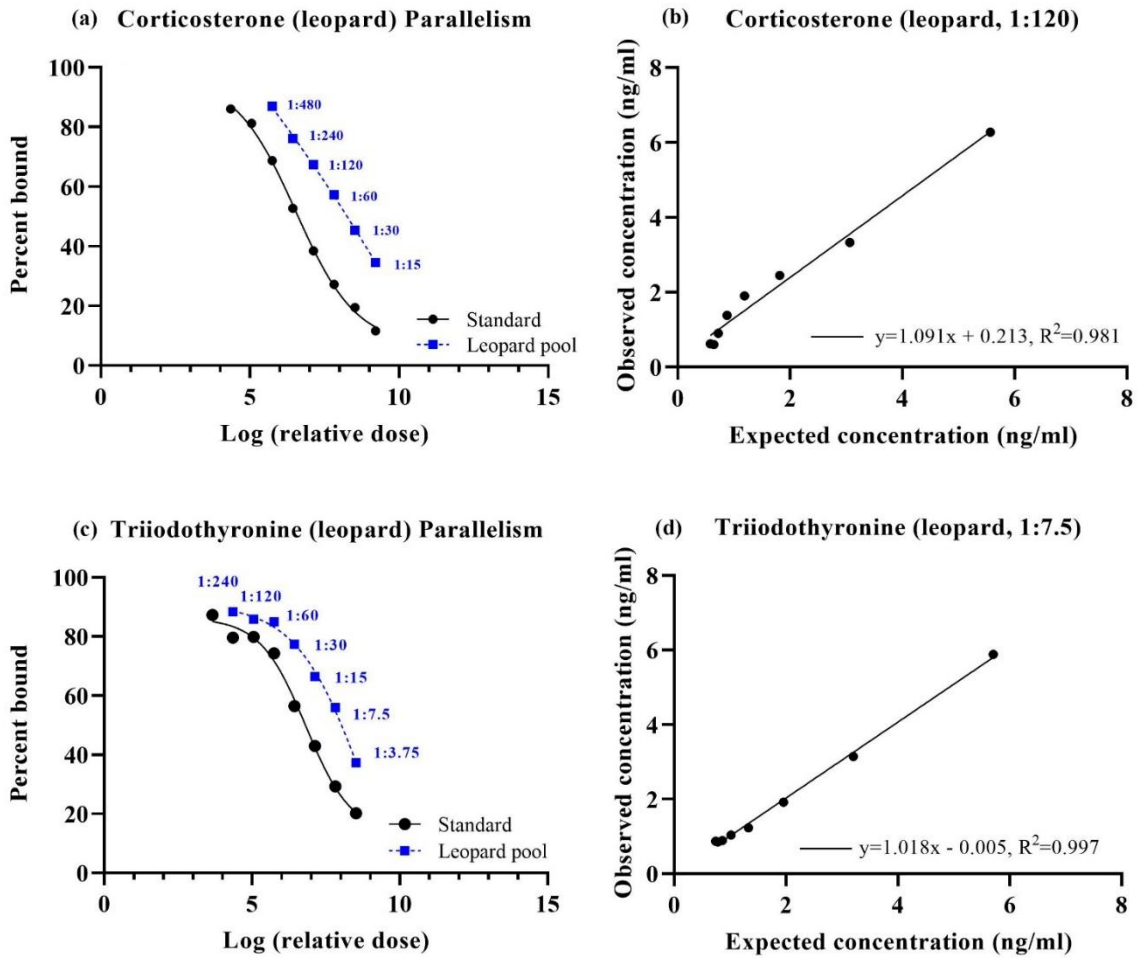 (a) Corticosterone (leopard) Parallelism
Percent bound
100
80
60
40
20
0
1:480
1:240
1:120
1:60
1:30
1:15
Standard
Leopard pool
0 5 10 15
Log (relative dose)
(b) Corticosterone (leopard, 1:120)
Observed concentration (ng/ml)
8
6
4
2
0
y=1.091x + 0.213, R²=0.981
0 2 4 6 8
Expected concentration (ng/ml)
(c) Triiodothyronine (leopard) Parallelism
Percent bound
100
80
60
40
20
0
1:240
1:120
1:60
1:30
1:15
1:7.5
1:3.75
Standard
Leopard pool
0 5 10 15
Log (relative dose)
(d) Triiodothyronine (leopard, 1:7.5)
Observed concentration (ng/ml)
8
6
4
2
0
y=1.018x - 0.005, R²=0.997
0 2 4 6 8
Expected concentration (ng/ml)